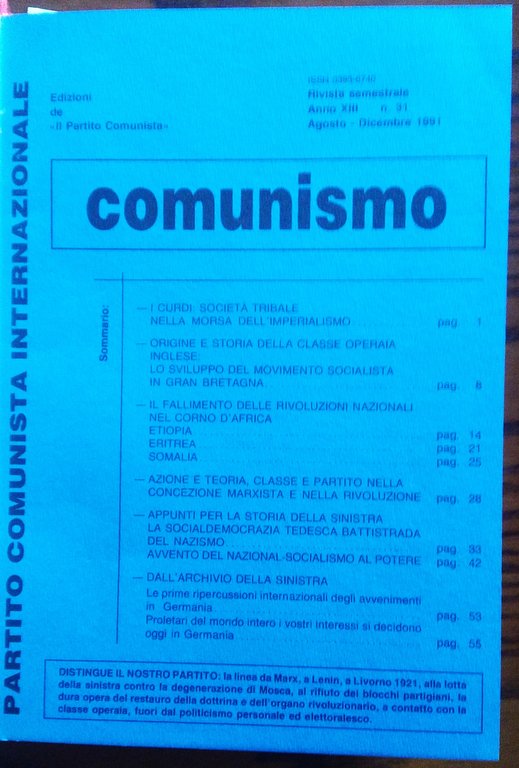 PARTITO COMUNISTA INTERNAZIONALE
Edizioni
de
«Il Partito Comunista»
ISSN
Rivista semestrale
Anno XIII n. 31
Agosto - Dicembre 1991
comunismo
Sommario:
— I CURDI: SOCIETÀ TRIBALE
NELLA MORSA DELL'IMPERIALISMO pag. 1
— ORIGINE E STORIA DELLA CLASSE OPERAIA
INGLESE:
LO SVILUPPO DEL MOVIMENTO SOCIALISTA
IN GRAN BRETAGNA pag. 8
— IL FALLIMENTO DELLE RIVOLUZIONI NAZIONALI
NEL CORNO D'AFRICA
ETIOPIA pag. 14
ERITREA pag. 21
SOMALIA pag. 25
— AZIONE E TEORIA, CLASSE E PARTITO NELLA
CONCEZIONE MARXISTA E NELLA RIVOLUZIONE pag. 28
— APPUNTI PER LA STORIA DELLA SINISTRA
LA SOCIALDEMOCRAZIA TEDESCA BATTISTRADA
DEL NAZISMO pag. 33
AVVENTO DEL NAZIONAL-SOCIALISMO AL POTERE pag. 42
— DALL'ARCHIVIO DELLA SINISTRA
Le prime ripercussioni internazionali degli avvenimenti
in Germania pag. 53
Proletari del mondo intero i vostri interessi si decidono
oggi in Germania pag. 55
DISTINGUE IL NOSTRO PARTITO: la linea da Marx, a Lenin, a Livorno 1921, alla lotta
della sinistra contro la degenerazione di Mosca, al rifiuto dei blocchi partigiani, la
dura opera del restauro della dottrina e dell'organo rivoluzionario, a contatto con la
classe operaia, fuori dal politicismo personale ed elettoralesco.